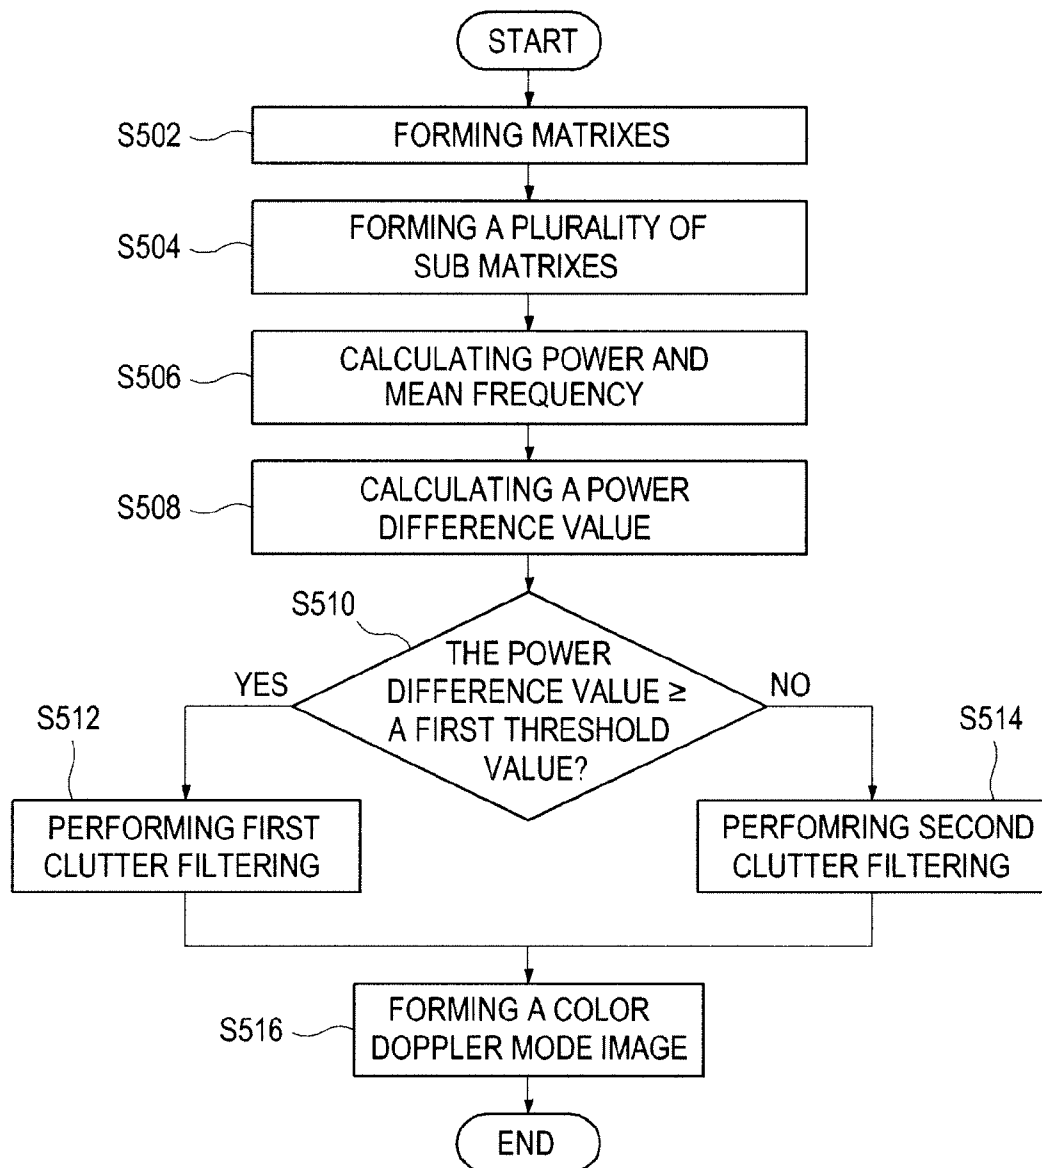 START
S502
FORMING MATRIXES
S504
FORMING A PLURALITY OF
SUB MATRIXES
S506
CALCULATING POWER AND
MEAN FREQUENCY
S508
CALCULATING A POWER
DIFFERENCE VALUE
S510
THE POWER
DIFFERENCE VALUE ≥
A FIRST THRESHOLD
VALUE?
YES
NO
S512
PERFORMING FIRST
CLUTTER FILTERING
S514
PERFOMRING SECOND
CLUTTER FILTERING
S516
FORMING A COLOR
DOPPLER MODE IMAGE
END